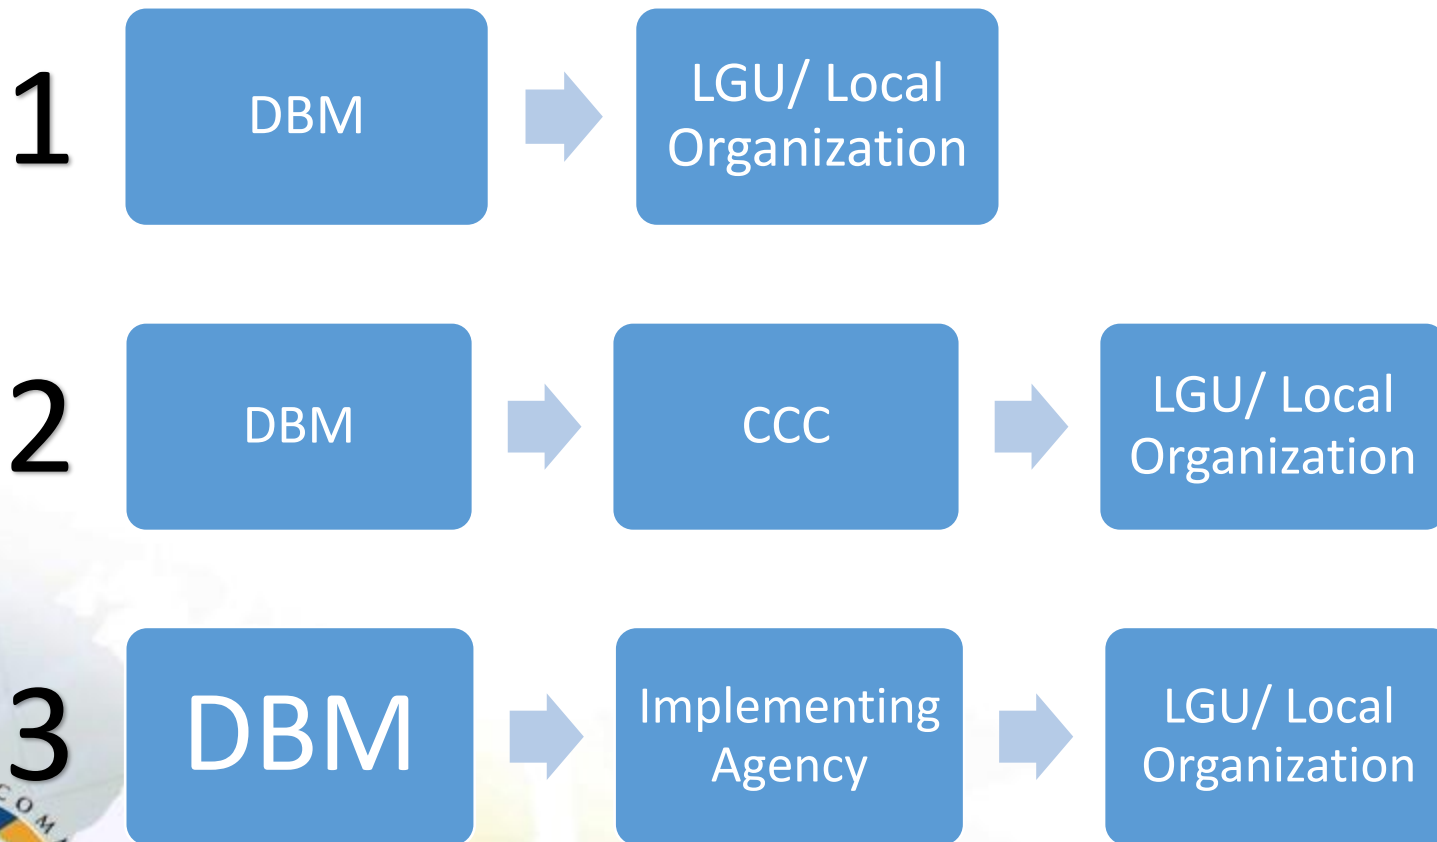 1
DBM
LGU/ Local
Organization
2
DBM
CCC
LGU/ Local
Organization
3
DBM
Implementing
Agency
LGU/ Local
Organization